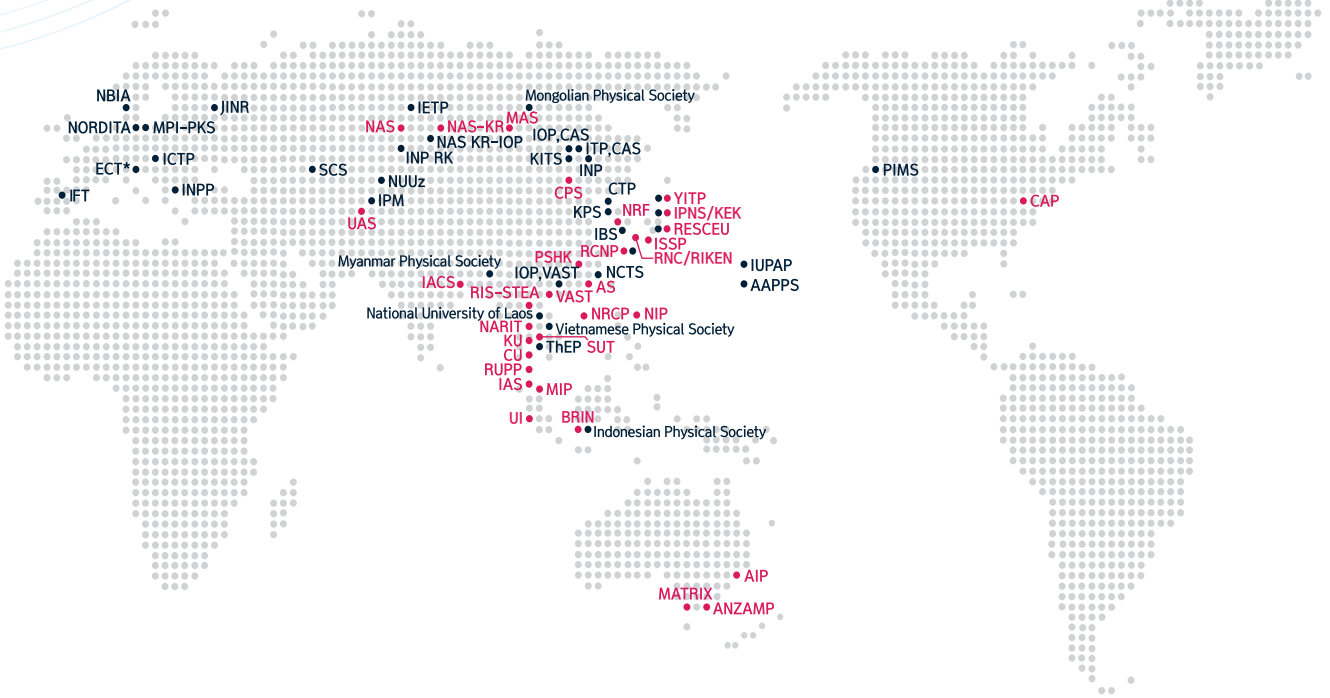 NBIA
JINR
IETP
Mongolian Physical Society
NORDITA
MPI-PKS
NAS
NAS-KR
MAS
NAS KR-IOP
IOP,CAS
ITP,CAS
INP RK
KITS
INP
ICTP
ECT*
SCS
PIMS
NUUz
CPS
CTP
IFT
INPP
IPM
YITP
CAP
KPS
NRF
IPNS/KEK
UAS
RESCEU
IBS
ISSP
RCNP
RNC/RIKEN
Myanmar Physical Society
PSHK
IUPAP
IOP,VAST
NCTS
IACS
AS
AAPPS
RIS-STEA
VAST
National University of Laos
NRCP
NIP
NARIT
Vietnamese Physical Society
KU
ThEP
SUT
CU
RUPP
IAS
MIP
UI
BRIN
Indonesian Physical Society
AIP
MATRIX
ANZAMP